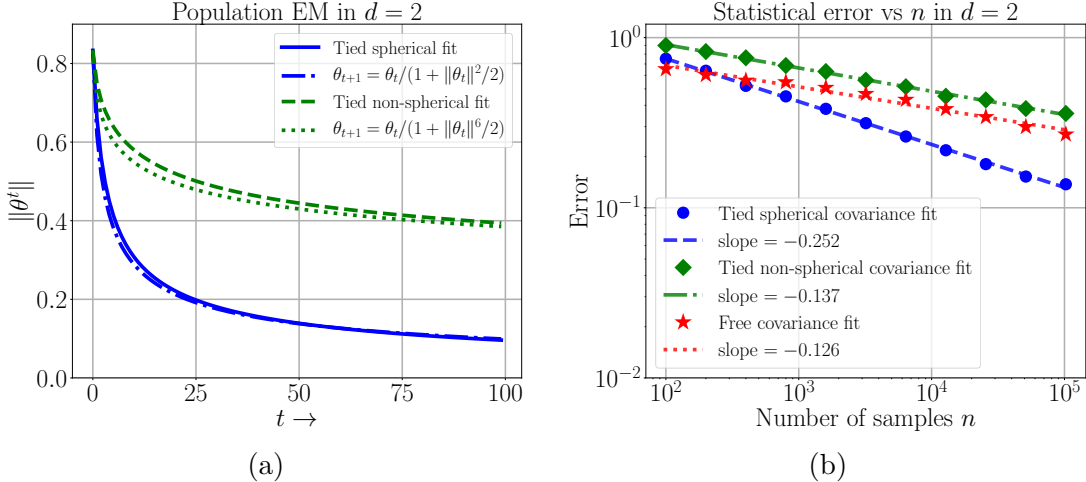 Population EM in d = 2
0.8
0.6
0.4
0.2
0.0
‖θ^t‖
0
25
50
75
100
t →
Tied spherical fit
θ_{t+1} = θ_t/(1 + ‖θ_t‖^2/2)
Tied non-spherical fit
θ_{t+1} = θ_t/(1 + ‖θ_t‖^6/2)
(a)
Statistical error vs n in d = 2
10^0
10^{-1}
10^{-2}
Error
10^2
10^3
10^4
10^5
Number of samples n
Tied spherical covariance fit
slope = −0.252
Tied non-spherical covariance fit
slope = −0.137
Free covariance fit
slope = −0.126
(b)